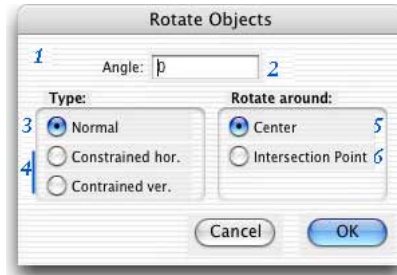 Rotate Objects
1
Angle: 0 2
Type: Rotate around:
3 Normal Center 5
4 Constrained hor. Intersection Point 6
Contrained ver.
Cancel OK